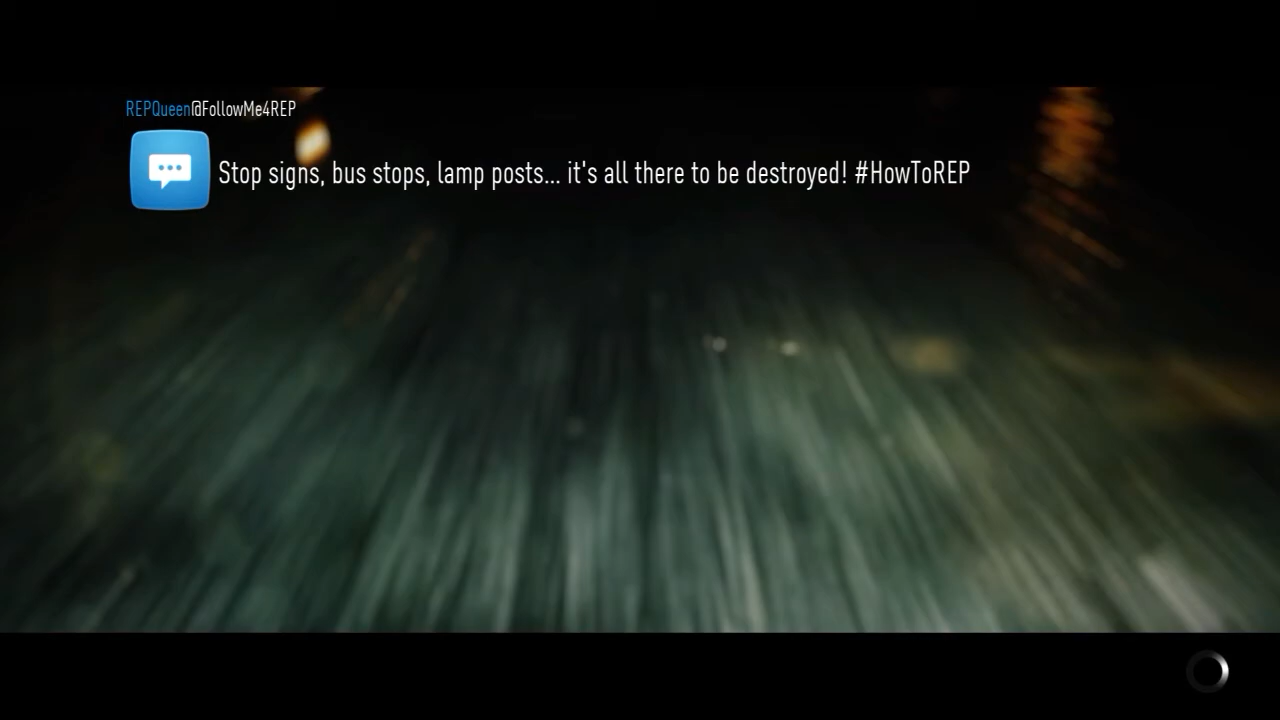 REPQueen@FollowMe4REP
Stop signs, bus stops, lamp posts... it's all there to be destroyed! #HowToREP